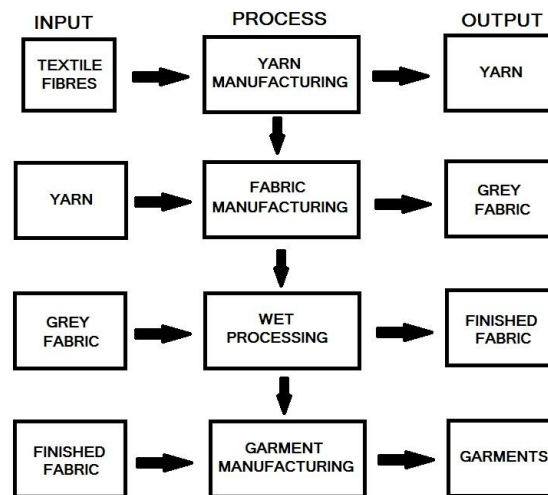 INPUT PROCESS OUTPUT
TEXTILE
FIBRES
YARN
MANUFACTURING
YARN
YARN
FABRIC
MANUFACTURING
GREY
FABRIC
GREY
FABRIC
WET
PROCESSING
FINISHED
FABRIC
FINISHED
FABRIC
GARMENT
MANUFACTURING
GARMENTS